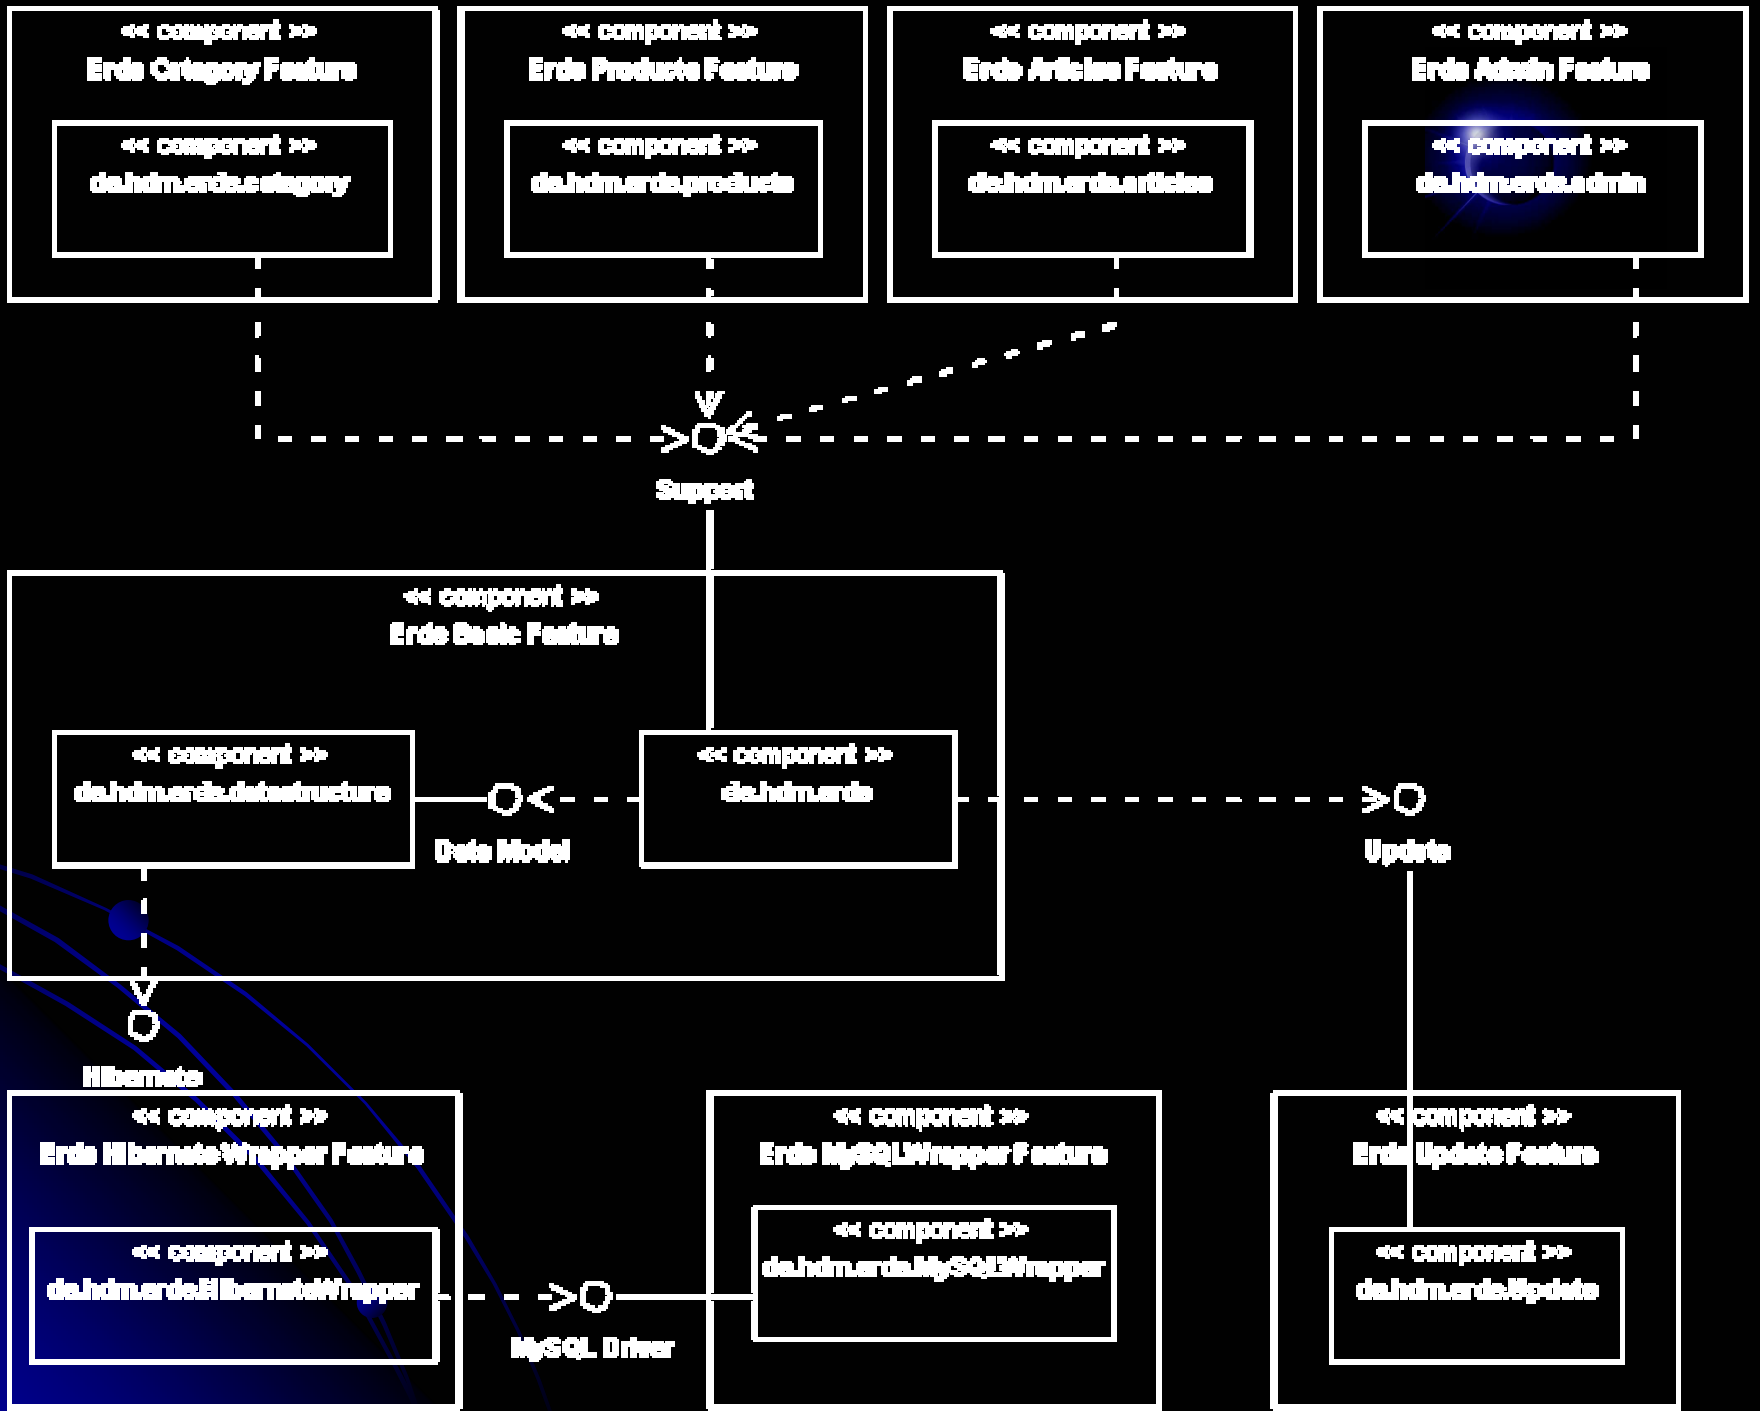 << component >>
Erde Category Feature
<< component >>
de.hdm.erde.category
<< component >>
Erde Products Feature
<< component >>
de.hdm.erde.products
<< component >>
Erde Articles Feature
<< component >>
de.hdm.erde.articles
<< component >>
Erde Admin Feature
<< component >>
de.hdm.erde.admin
Support
<< component >>
Erde Basic Feature
<< component >>
de.hdm.erde.datastructure
Data Model
<< component >>
de.hdm.erde
Update
Hibernate
<< component >>
Erde HibernateWrapper Feature
<< component >>
de.hdm.erde.HibernateWrapper
MySQL Driver
<< component >>
Erde MySQLWrapper Feature
<< component >>
de.hdm.erde.MySQLWrapper
<< component >>
Erde Update Feature
<< component >>
de.hdm.erde.Update